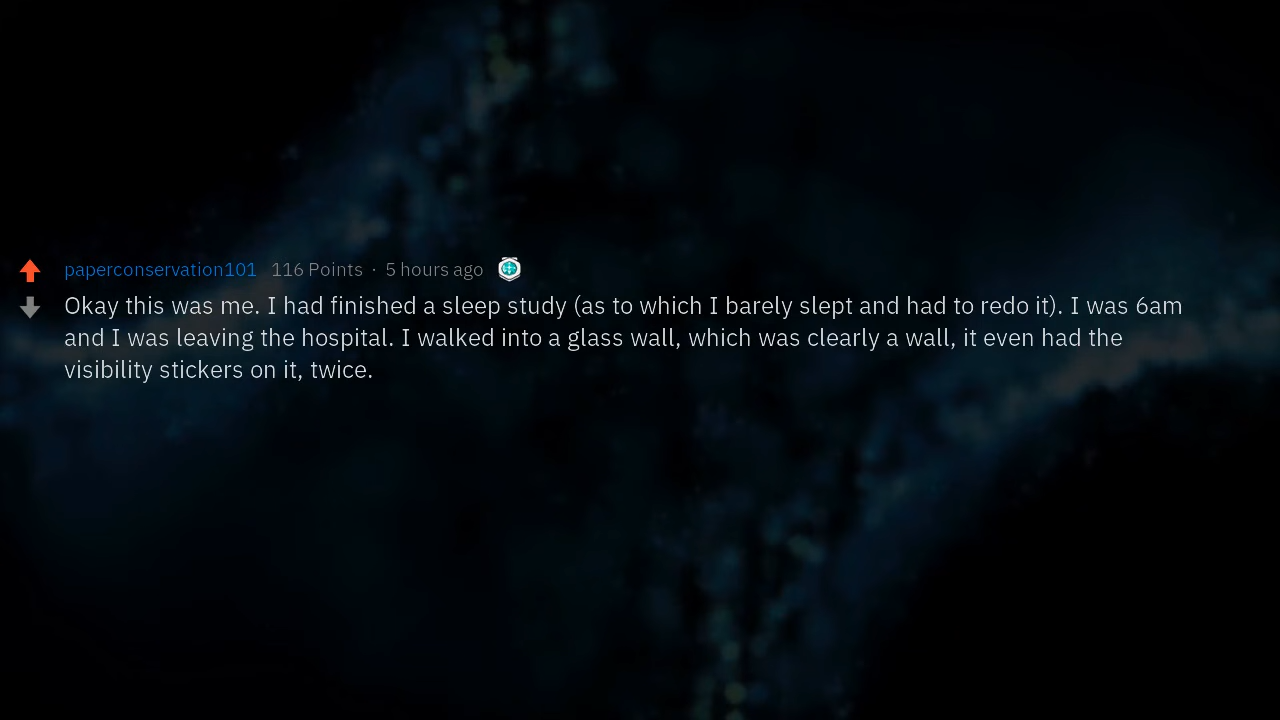 paperconservation101 116 Points · 5 hours ago
Okay this was me. I had finished a sleep study (as to which I barely slept and had to redo it). I was 6am
and I was leaving the hospital. I walked into a glass wall, which was clearly a wall, it even had the
visibility stickers on it, twice.